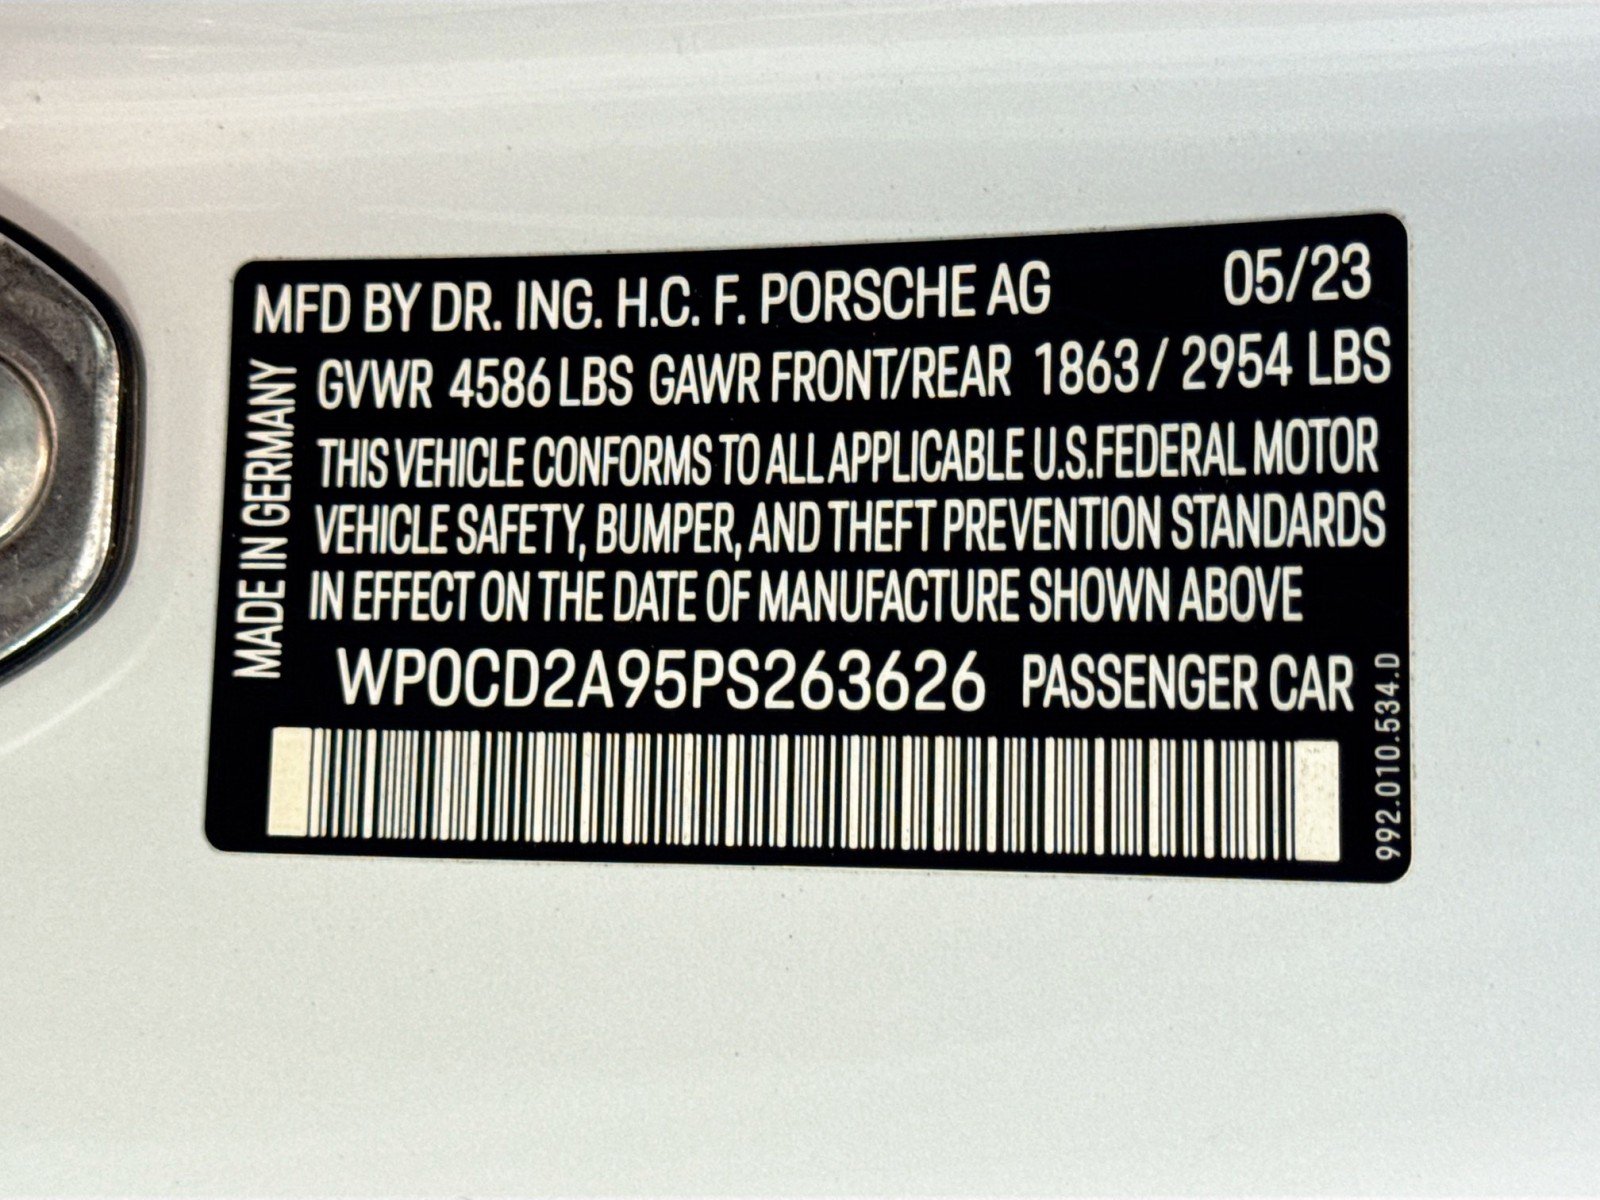 MFD BY DR. ING. H.C. F. PORSCHE AG 05/23
GVWR 4586 LBS GAWR FRONT/REAR 1863 / 2954 LBS
THIS VEHICLE CONFORMS TO ALL APPLICABLE U.S.FEDERAL MOTOR
VEHICLE SAFETY, BUMPER, AND THEFT PREVENTION STANDARDS
IN EFFECT ON THE DATE OF MANUFACTURE SHOWN ABOVE
WP0CD2A95PS263626 PASSENGER CAR
MADE IN GERMANY
992.010.534.D